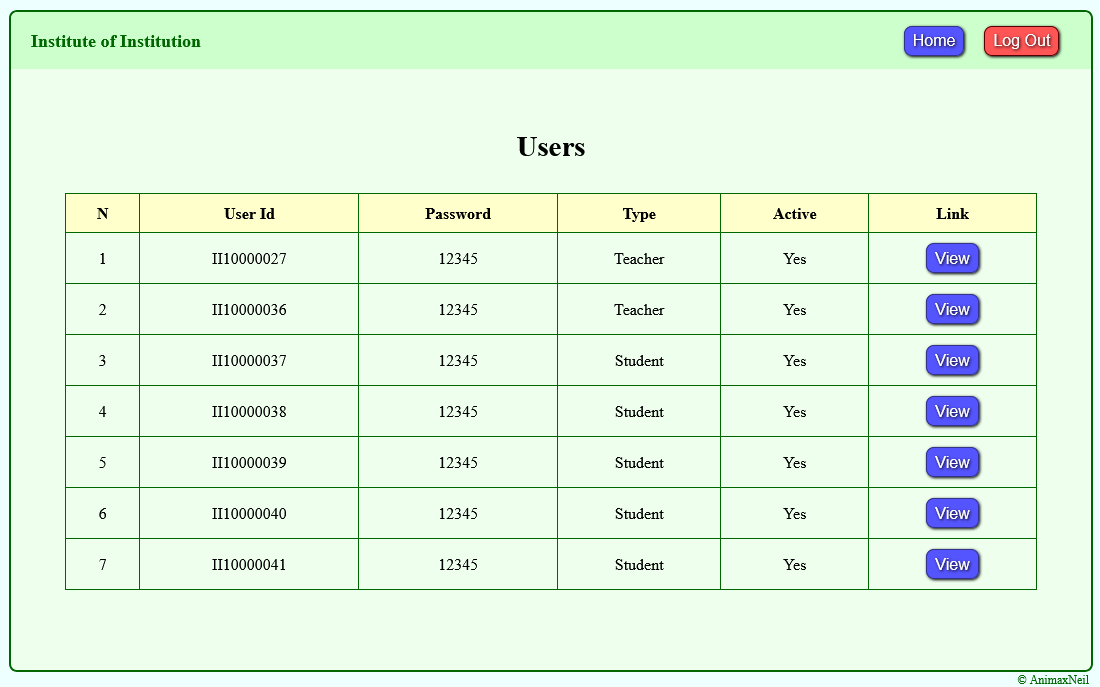 Institute of Institution Home Log Out
Users
N User Id Password Type Active Link
1 II10000027 12345 Teacher Yes View
2 II10000036 12345 Teacher Yes View
3 II10000037 12345 Student Yes View
4 II10000038 12345 Student Yes View
5 II10000039 12345 Student Yes View
6 II10000040 12345 Student Yes View
7 II10000041 12345 Student Yes View
© AnimaxNeil